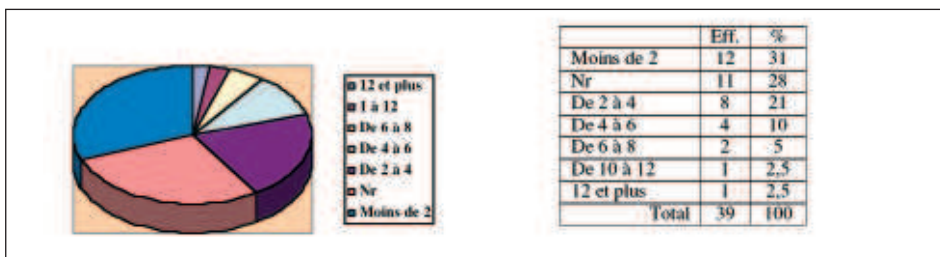 12 et plus
1 à 12
De 6 à 8
De 4 à 6
De 2 à 4
Nr
Moins de 2
Eff. %
Moins de 2 12 31
Nr 11 28
De 2 à 4 8 21
De 4 à 6 4 10
De 6 à 8 2 5
De 10 à 12 1 2,5
12 et plus 1 2,5
Total 39 100